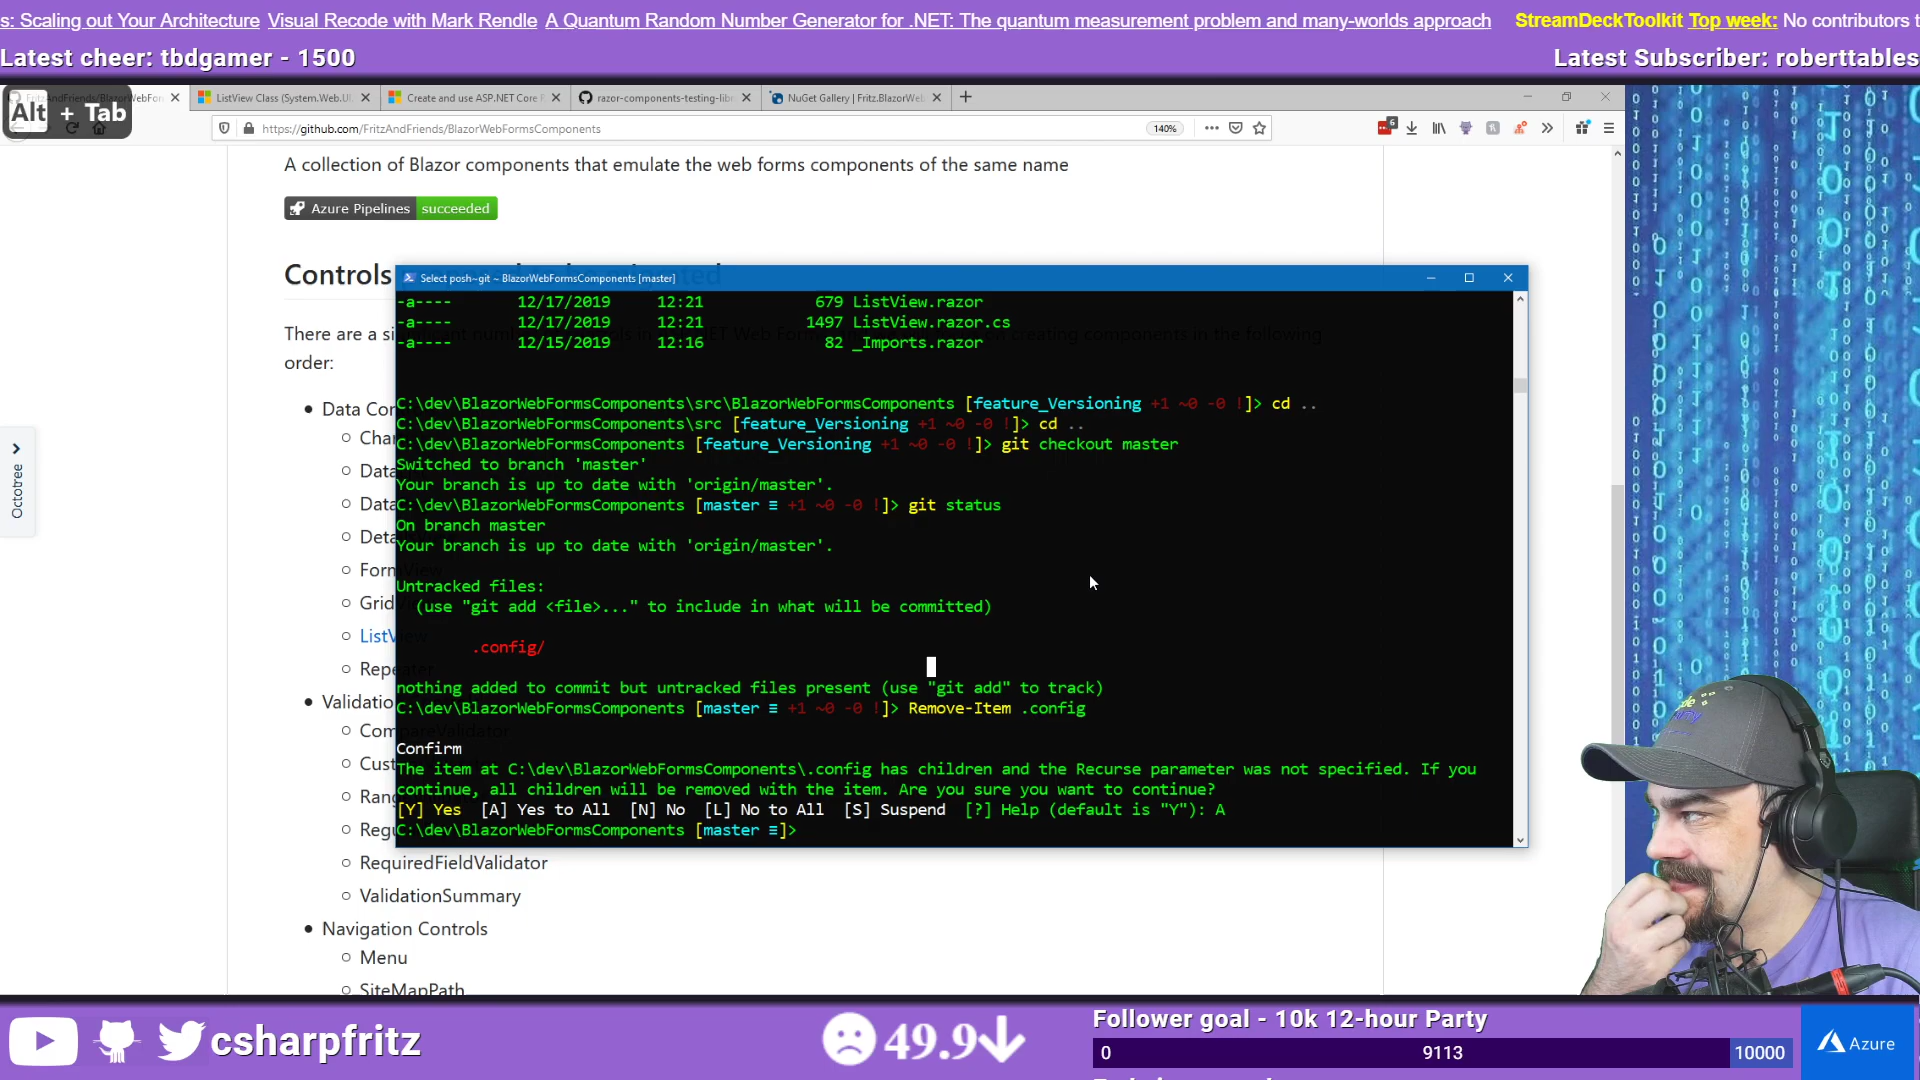 s: Scaling out Your Architecture Visual Recode with Mark Rendle A Quantum Random Number Generator for .NET: The quantum measurement problem and many-worlds approach StreamDeckToolkit Top week: No contributors t
Latest cheer: tbdgamer - 1500
Latest Subscriber: roberttables
Alt + Tab
ListView Class (System.Web.UI.
Create and use ASP.NET Core
razor-components-testing-libr
NuGet Gallery | Fritz.BlazorWeb
https://github.com/FritzAndFriends/BlazorWebFormsComponents
140%
6
A collection of Blazor components that emulate the web forms components of the same name
Azure Pipelines succeeded
Controls
There are a si
order:
Octotree
Data Con
Char
Data
Data
Deta
FormView
Grid
ListView
Repeater
Validatio
CompareValidator
Cust
Rang
Regu
RequiredFieldValidator
ValidationSummary
Navigation Controls
Menu
SiteMapPath
Select posh~git ~ BlazorWebFormsComponents [master]
-a---- 12/17/2019 12:21 679 ListView.razor
-a---- 12/17/2019 12:21 1497 ListView.razor.cs
-a---- 12/15/2019 12:16 82 _Imports.razor
C:\dev\BlazorWebFormsComponents\src\BlazorWebFormsComponents [feature_Versioning +1 ~0 -0 !]> cd ..
C:\dev\BlazorWebFormsComponents\src [feature_Versioning +1 ~0 -0 !]> cd ..
C:\dev\BlazorWebFormsComponents [feature_Versioning +1 ~0 -0 !]> git checkout master
Switched to branch 'master'
Your branch is up to date with 'origin/master'.
C:\dev\BlazorWebFormsComponents [master ≡ +1 ~0 -0 !]> git status
On branch master
Your branch is up to date with 'origin/master'.
Untracked files:
(use "git add <file>..." to include in what will be committed)
.config/
nothing added to commit but untracked files present (use "git add" to track)
C:\dev\BlazorWebFormsComponents [master ≡ +1 ~0 -0 !]> Remove-Item .config
Confirm
The item at C:\dev\BlazorWebFormsComponents\.config has children and the Recurse parameter was not specified. If you
continue, all children will be removed with the item. Are you sure you want to continue?
[Y] Yes [A] Yes to All [N] No [L] No to All [S] Suspend [?] Help (default is "Y"): A
C:\dev\BlazorWebFormsComponents [master ≡]>
csharpfritz
49.9
Follower goal - 10k 12-hour Party
0 9113 10000
Azure